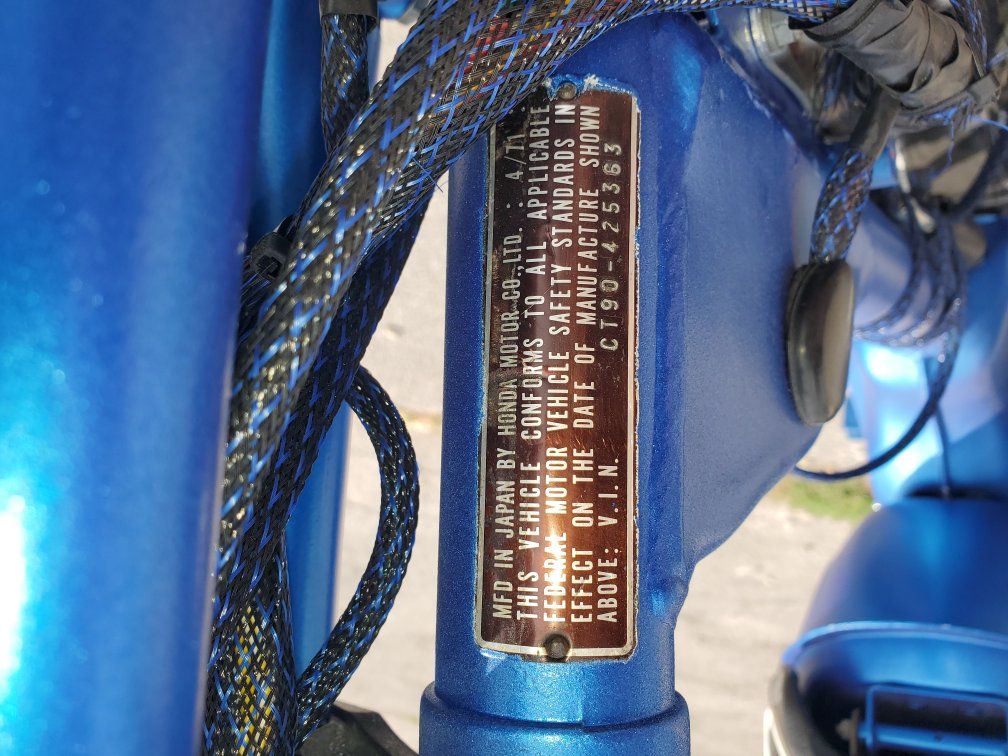 MFD IN JAPAN BY HONDA MOTOR CO.,LTD. : 4/71
THIS VEHICLE CONFORMS TO ALL APPLICABLE
FEDERAL MOTOR VEHICLE SAFETY STANDARDS IN
EFFECT ON THE DATE OF MANUFACTURE SHOWN
ABOVE: V.I.N CT90-425363